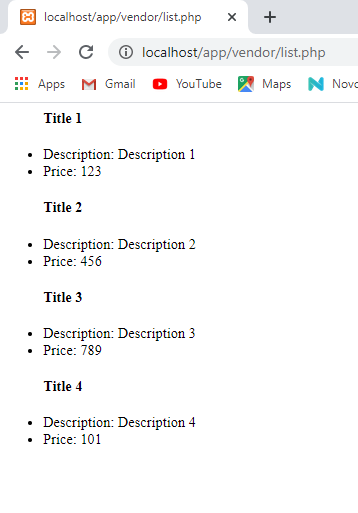 localhost/app/vendor/list.php
localhost/app/vendor/list.php
Apps Gmail YouTube Maps Novo
Title 1
Description: Description 1
Price: 123
Title 2
Description: Description 2
Price: 456
Title 3
Description: Description 3
Price: 789
Title 4
Description: Description 4
Price: 101